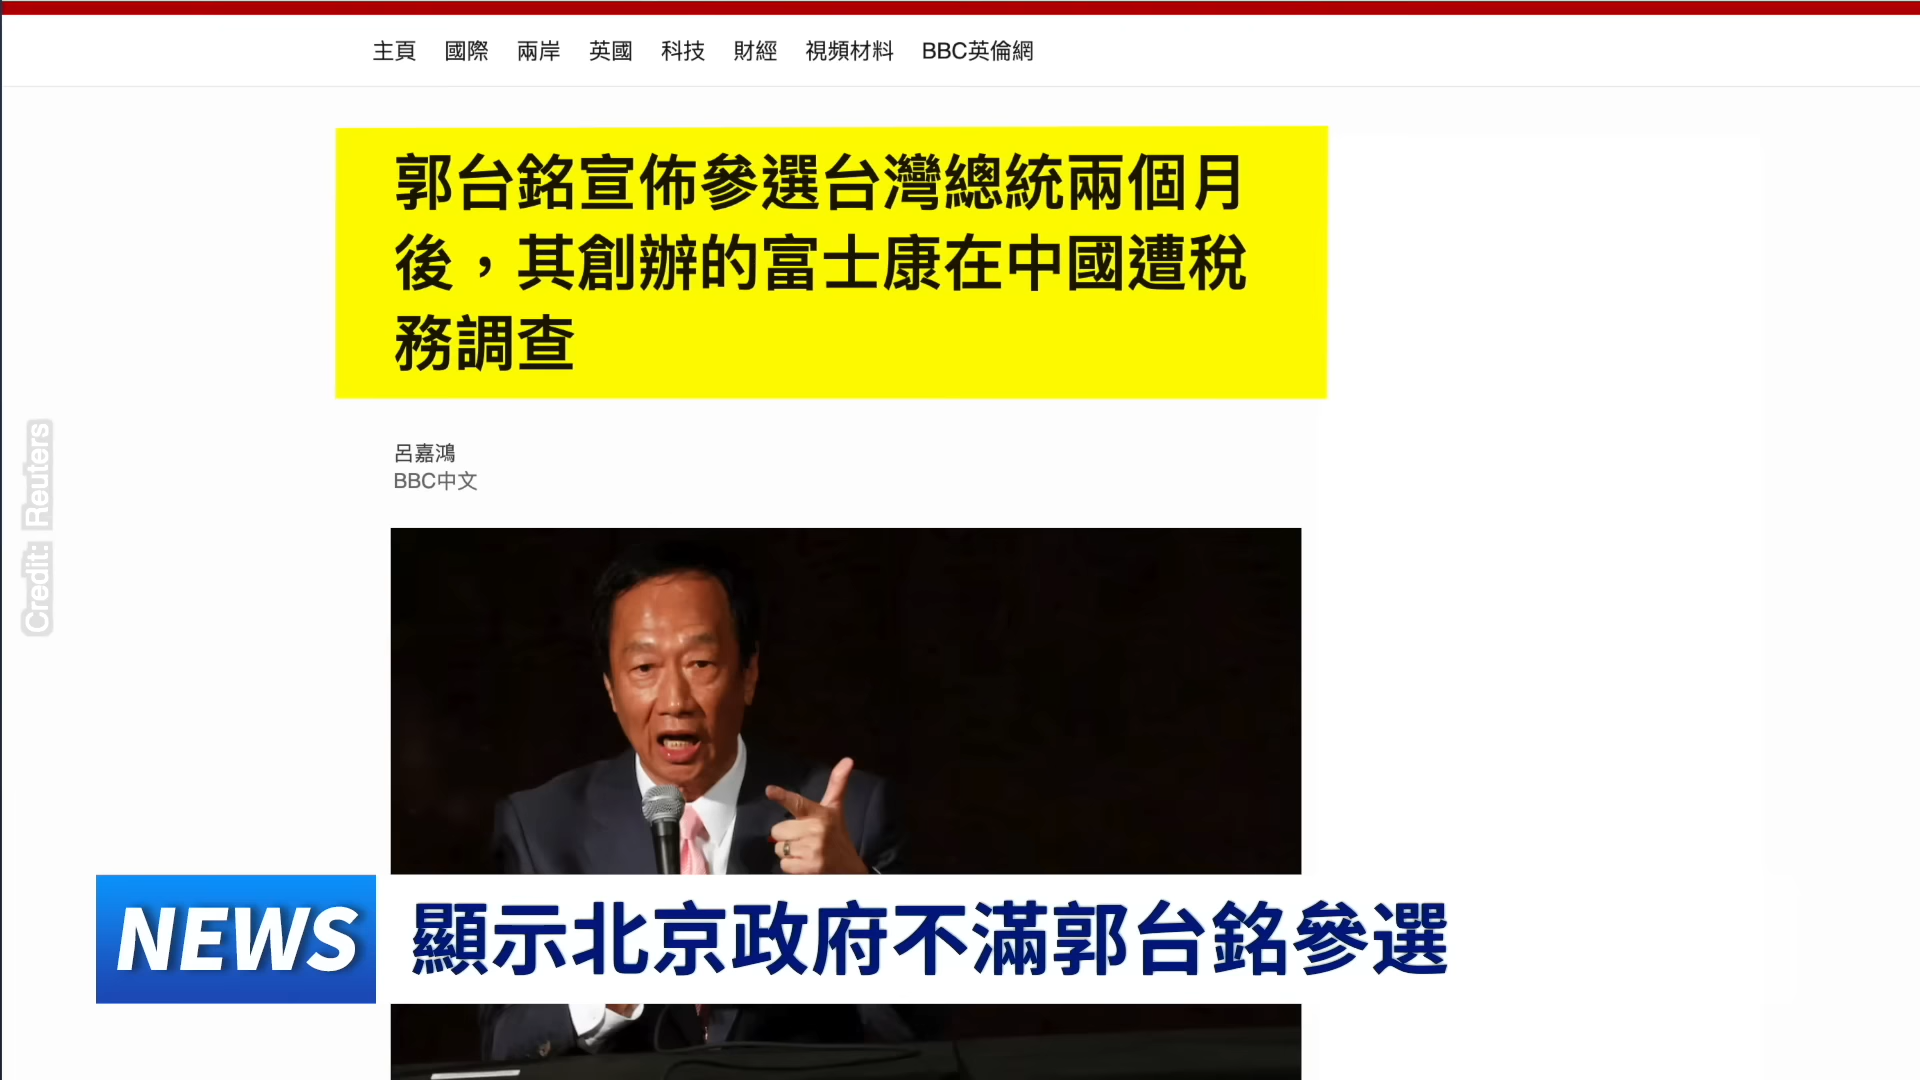 主頁 國際 兩岸 英國 科技 財經 視頻材料 BBC英倫網
郭台銘宣佈參選台灣總統兩個月
後，其創辦的富士康在中國遭稅
務調查
呂嘉鴻
BBC中文
Credit: Reuters
NEWS 顯示北京政府不滿郭台銘參選